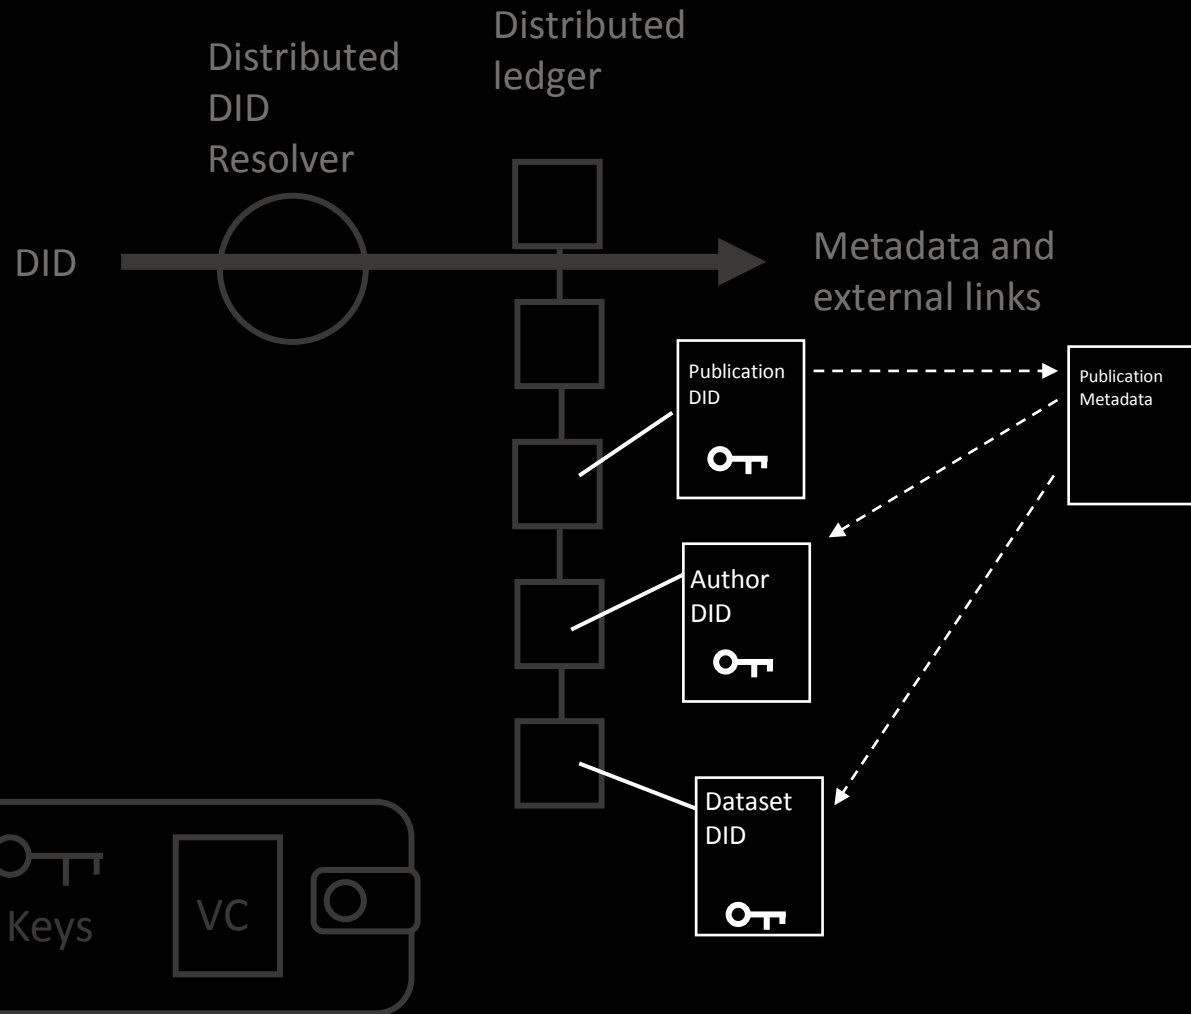 Distributed
ledger
Distributed
DID
Resolver
DID
Metadata and
external links
Publication
DID
Publication
Metadata
Author
DID
Dataset
DID
Keys
VC